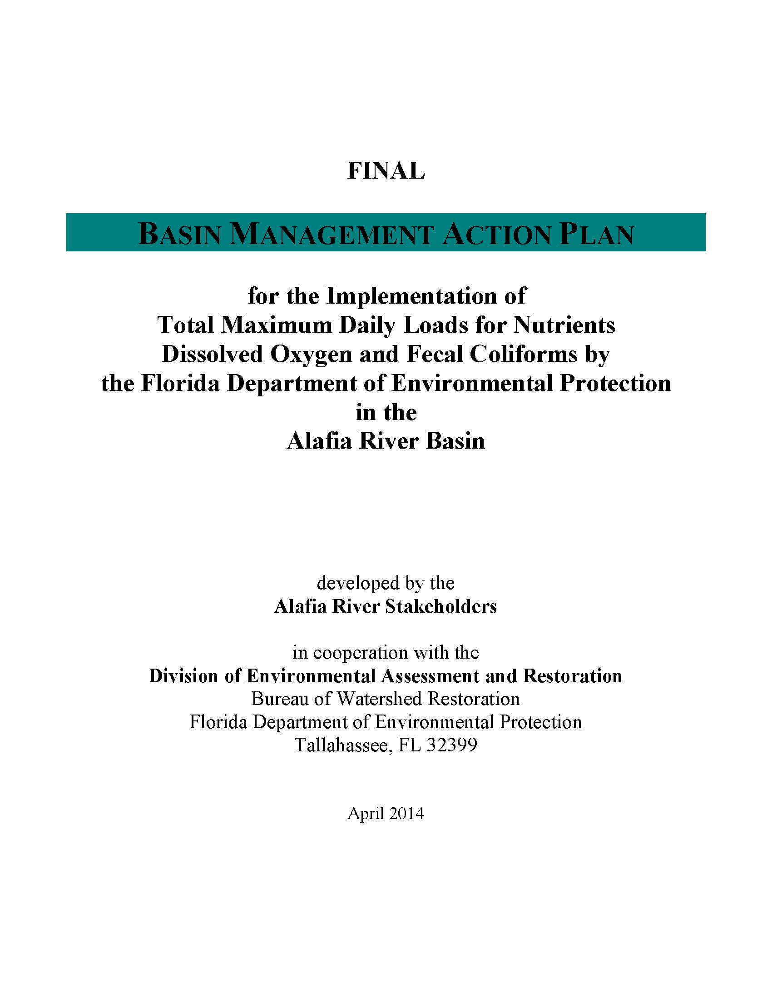 FINAL
BASIN MANAGEMENT ACTION PLAN
for the Implementation of
Total Maximum Daily Loads for Nutrients
Dissolved Oxygen and Fecal Coliforms by
the Florida Department of Environmental Protection
in the
Alafia River Basin
developed by the
Alafia River Stakeholders
in cooperation with the
Division of Environmental Assessment and Restoration
Bureau of Watershed Restoration
Florida Department of Environmental Protection
Tallahassee, FL 32399
April 2014